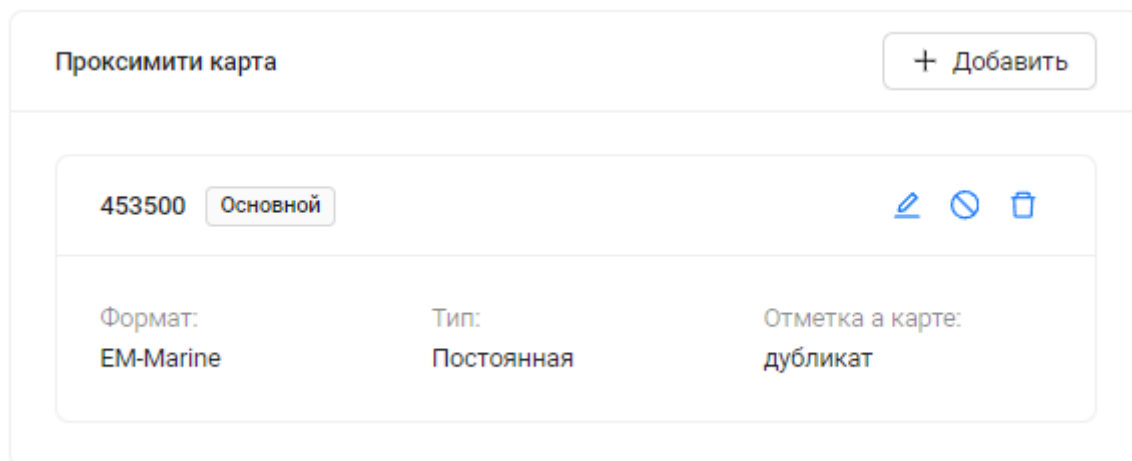 Проксимити карта
+ Добавить
453500 Основной
Формат: Тип: Отметка а карте:
EM-Marine Постоянная дубликат